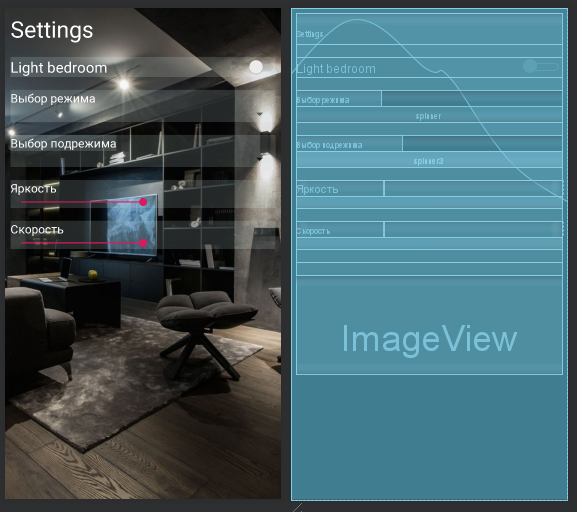 Settings
Light bedroom
Выбор режима
Выбор подрежима
Яркость
Скорость
Settings
Light bedroom
Выбор режима
spinner
Выбор подрежима
spinner2
Яркость
Скорость
ImageView